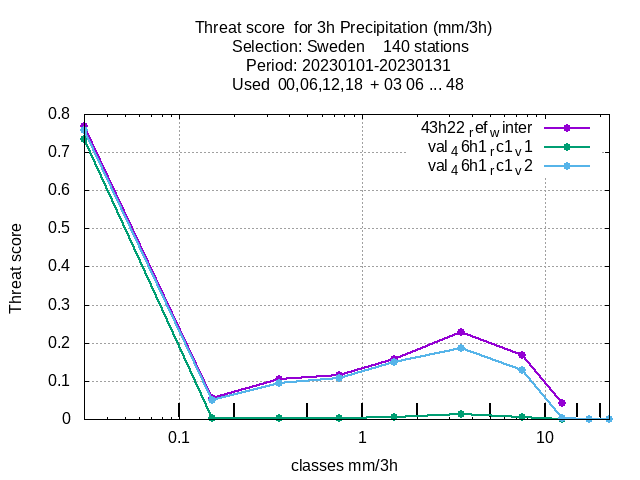 Threat score  for 3h Precipitation (mm/3h)
Selection: Sweden    140 stations
Period: 20230101-20230131
Used  00,06,12,18  + 03 06 ... 48
43h22_ref_winter
val_46h1_rc1_v1
val_46h1_rc1_v2
0.8
0.7
0.6
0.5
0.4
0.3
0.2
0.1
0
Threat score
0.1 1 10
classes mm/3h